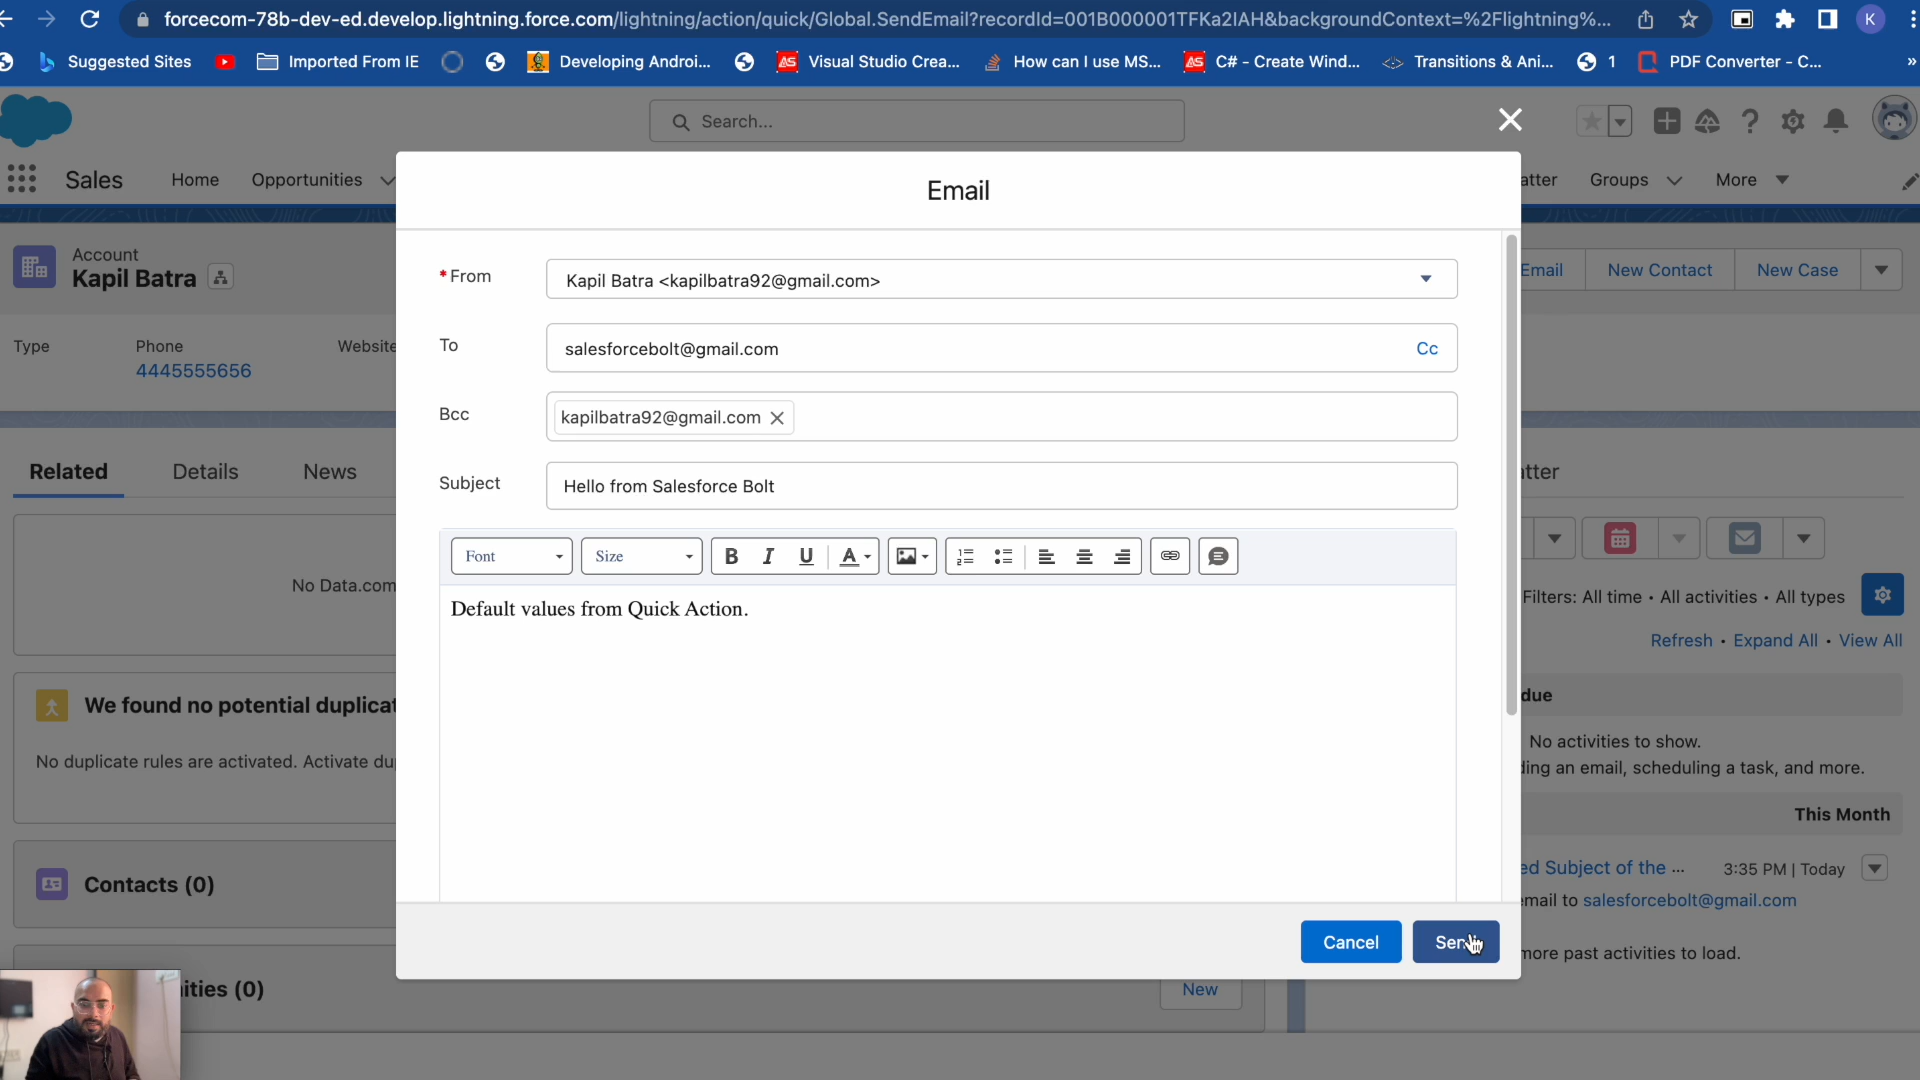 forcecom-78b-dev-ed.develop.lightning.force.com/lightning/action/quick/Global.SendEmail?recordId=001B000001TFKa2IAH&backgroundContext=%2Flightning%...
K
Suggested Sites
Imported From IE
Developing Androi...
Visual Studio Crea...
How can I use MS...
C# - Create Wind...
Transitions & Ani...
1
PDF Converter - C...
»
Search...
Sales
Home
Opportunities
atter
Groups
More
Email
Account
Kapil Batra
Email
New Contact
New Case
* From
Kapil Batra <kapilbatra92@gmail.com>
Type
Phone
Website
4445555656
To
salesforcebolt@gmail.com
Cc
Bcc
kapilbatra92@gmail.com
Related
Details
News
Subject
Hello from Salesforce Bolt
atter
Font
Size
B
I
U
A
No Data.com
Default values from Quick Action.
Filters: All time • All activities • All types
Refresh • Expand All • View All
We found no potential duplicat
due
No duplicate rules are activated. Activate du
No activities to show.
ding an email, scheduling a task, and more.
This Month
Contacts (0)
ed Subject of the ...
3:35 PM | Today
email to salesforcebolt@gmail.com
Cancel
Send
more past activities to load.
ities (0)
New